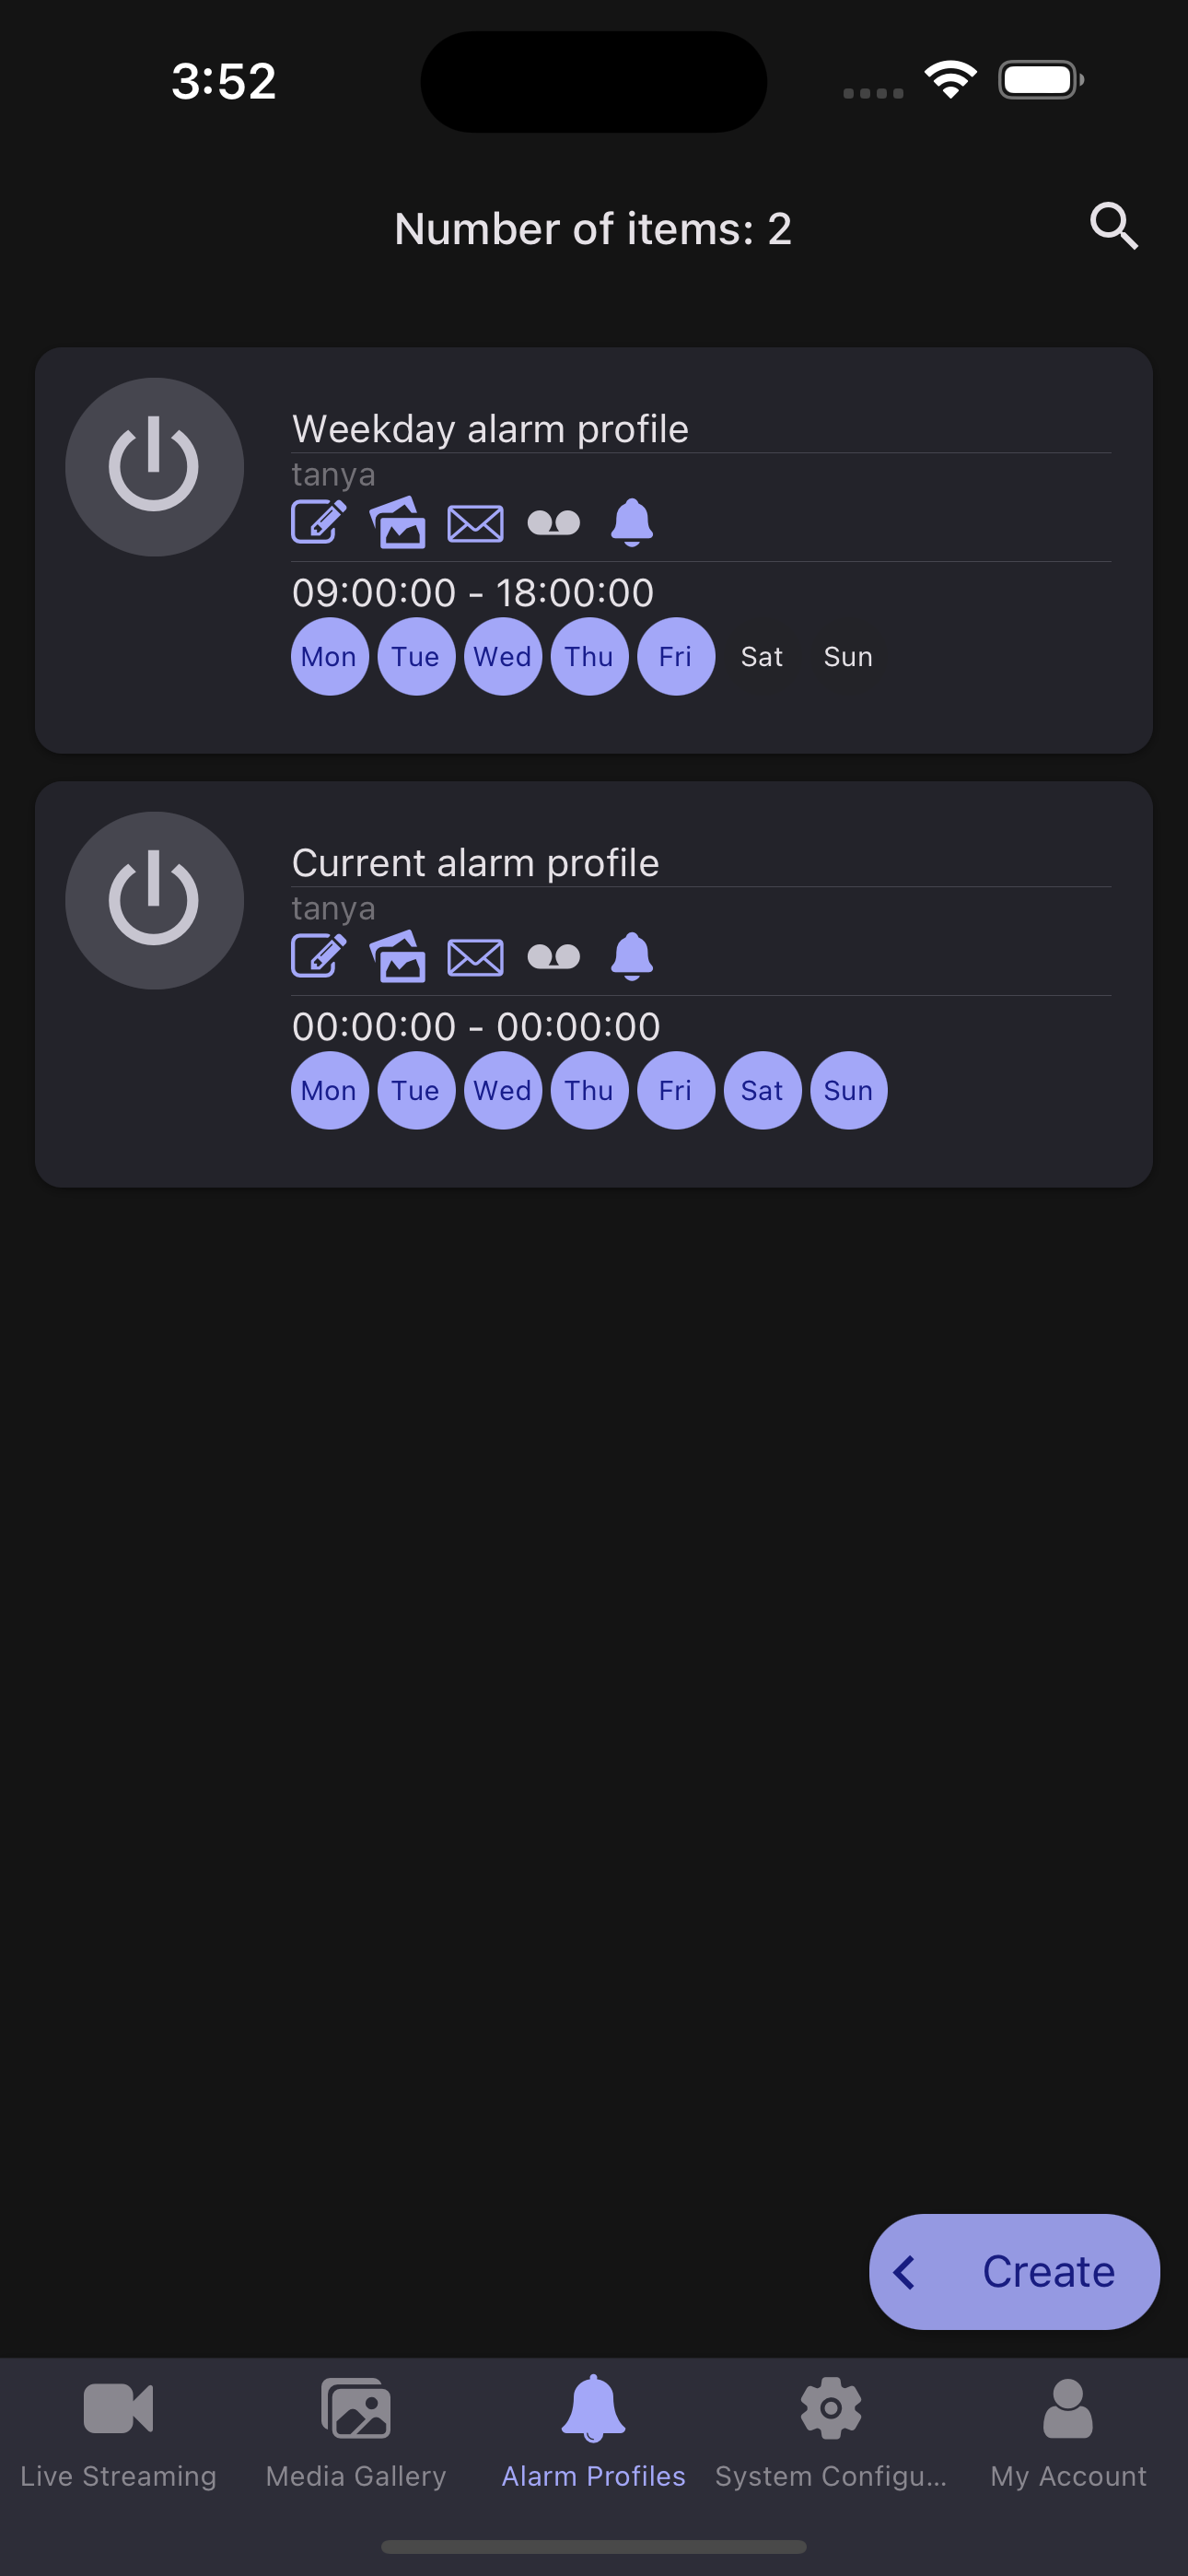 3:52
Number of items: 2
Weekday alarm profile
tanya
09:00:00 - 18:00:00
Mon Tue Wed Thu Fri Sat Sun
Current alarm profile
tanya
00:00:00 - 00:00:00
Mon Tue Wed Thu Fri Sat Sun
Create
Live Streaming Media Gallery Alarm Profiles System Configu... My Account